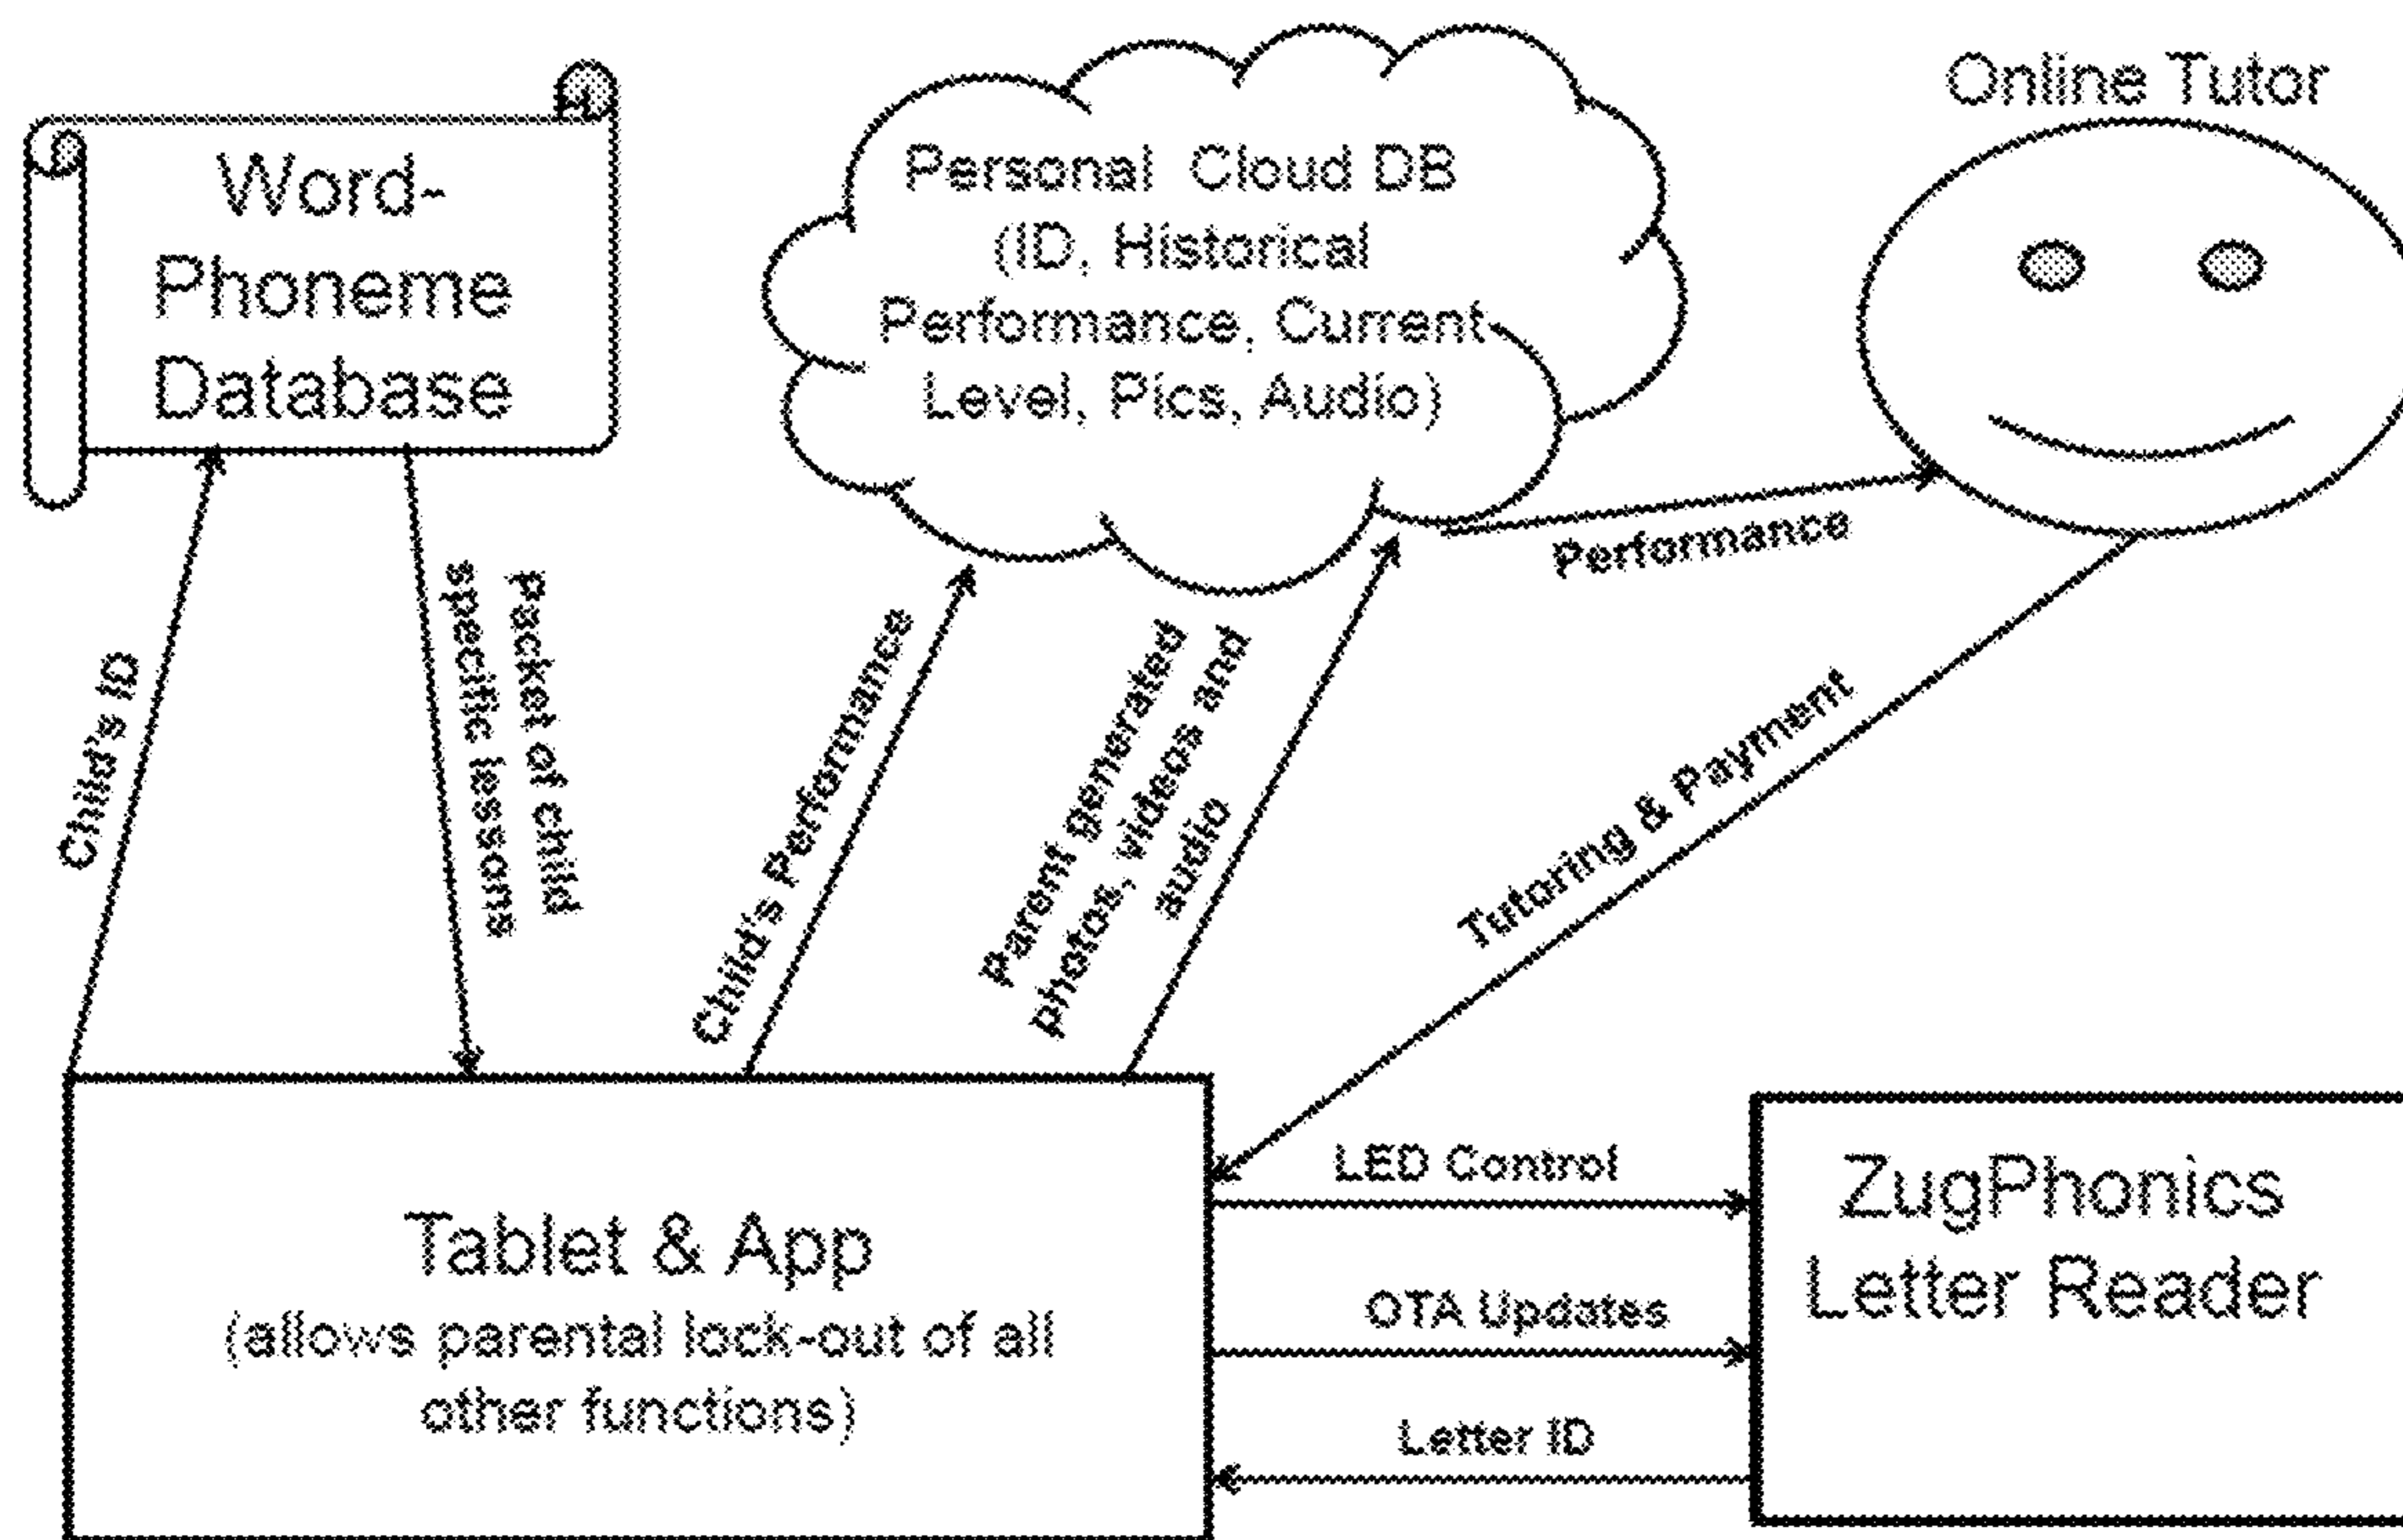 Online Tutor
Word-
Phoneme
Database
Personal Cloud DB
(ID, Historical
Performance, Current
Level, Pics, Audio)
Performance
Child's ID
Packet of child
specific lessons
Child's Performance
Parent generated
photos, videos and
audio
Tutoring & Payment
Tablet & App
(allows parental lock-out of all
other functions)
LED Control
OTA Updates
Letter ID
ZugPhonics
Letter Reader